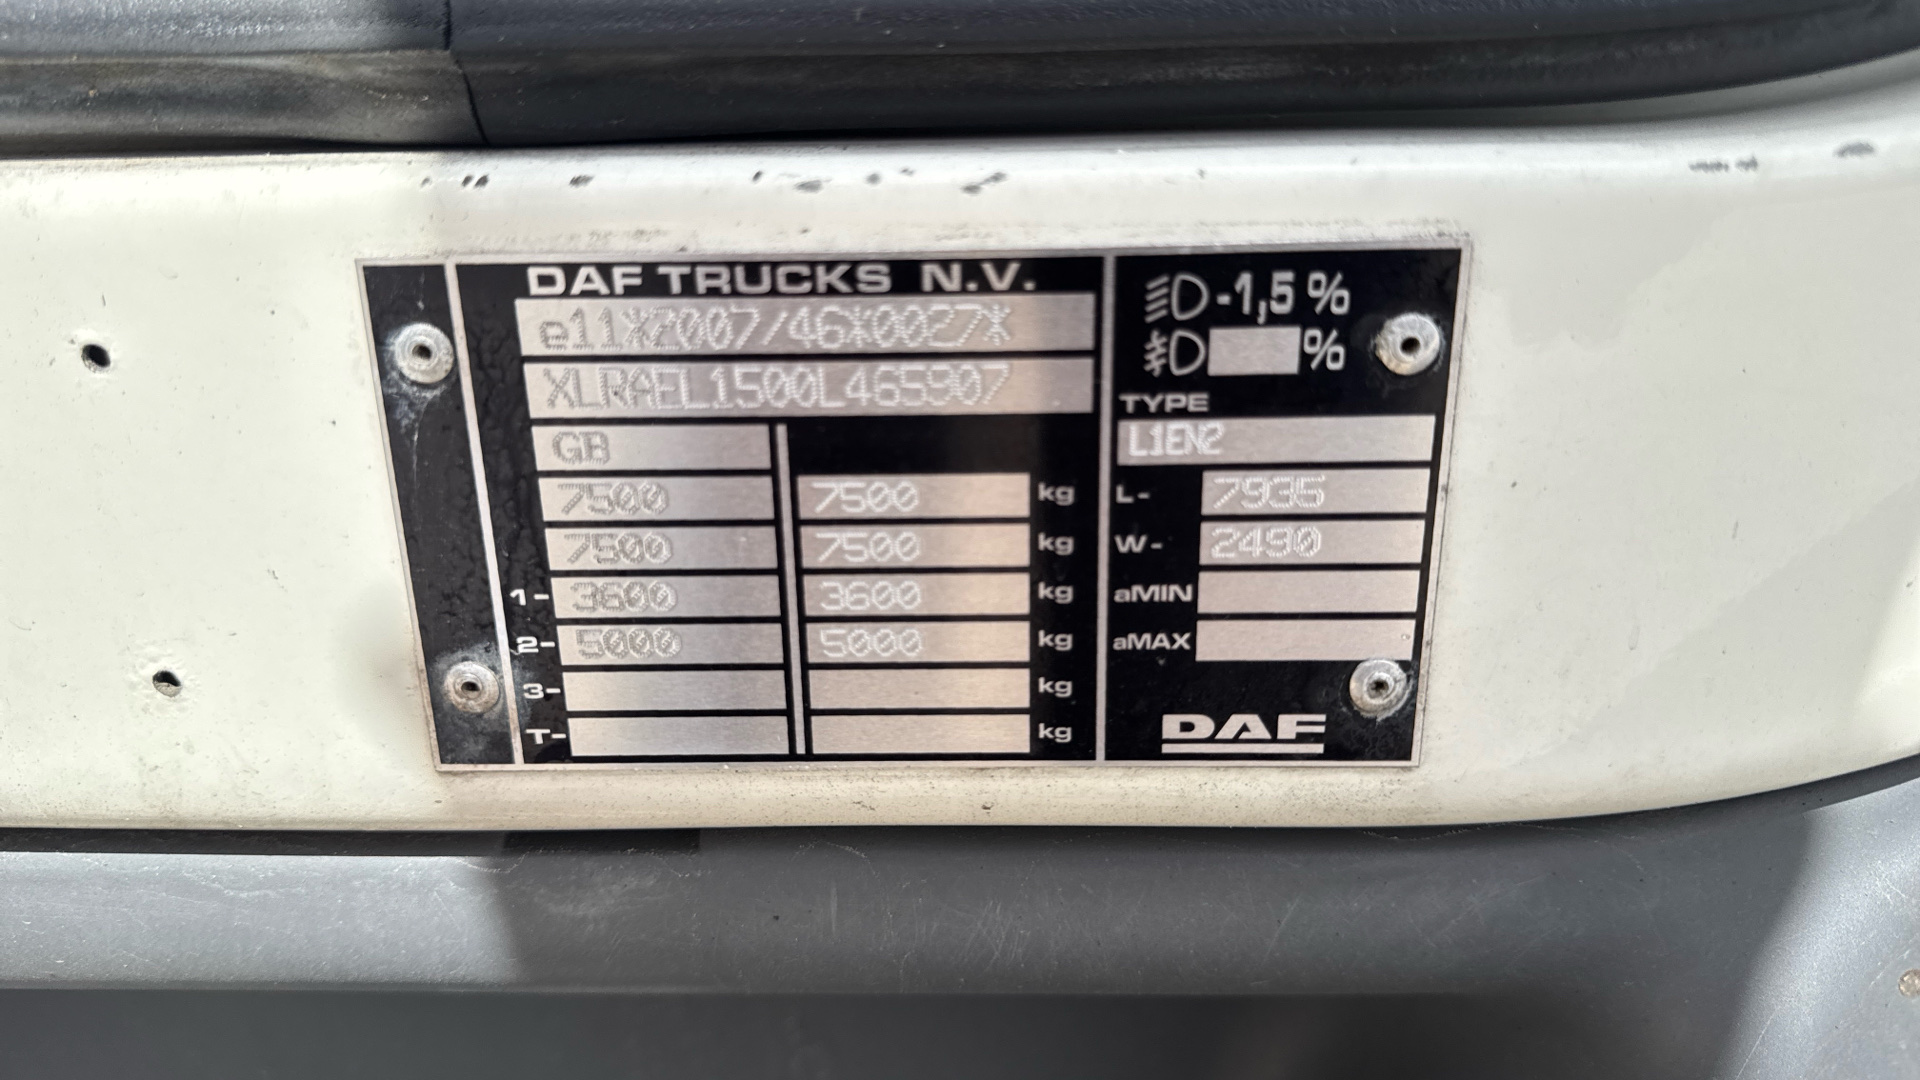 DAF TRUCKS N.V.
e11*2007/46*0027*
XLRAEL1500L465907
GB
7500 7500 kg
7500 7500 kg
1- 3600 3600 kg
2- 5000 5000 kg
3- kg
T- kg
-1,5 %
%
TYPE
L1EN2
L- 7935
W- 2490
aMIN
aMAX
DAF